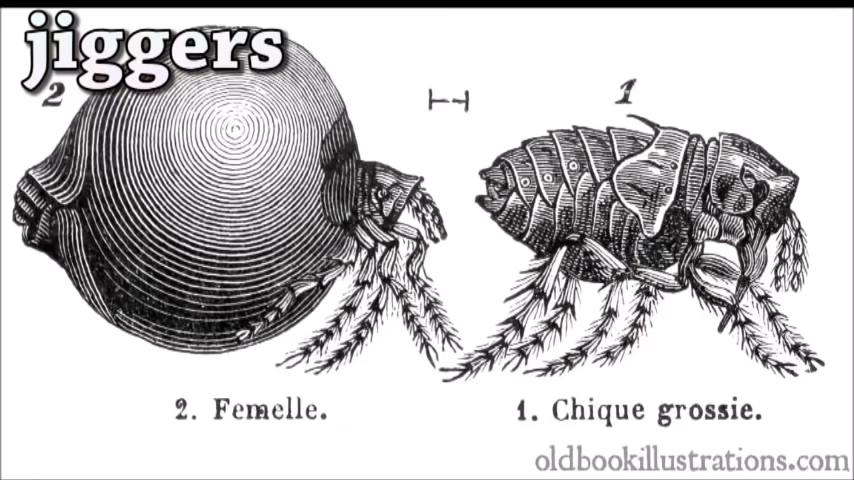 jiggers
2
1
2. Femelle.
1. Chique grossie.
oldbookillustrations.com